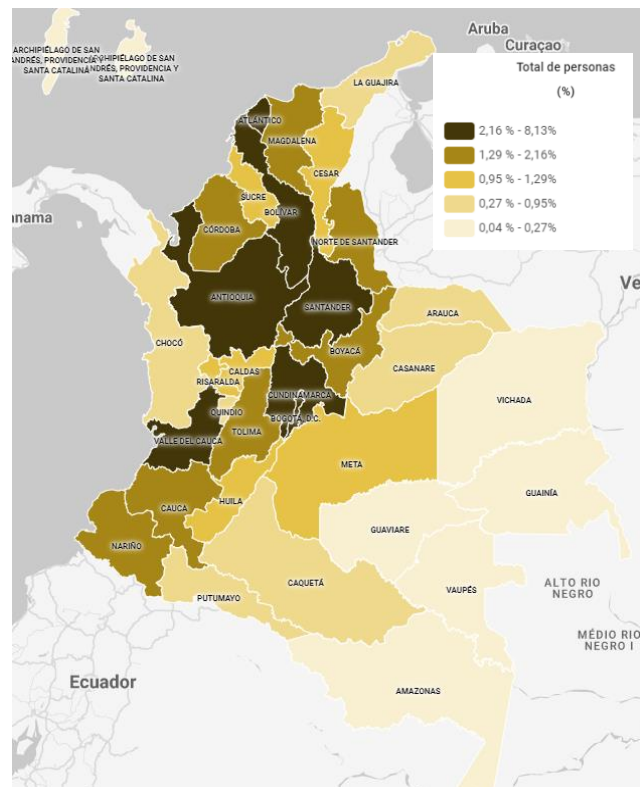 Aruba
Curaçao
ARCHIPIÉLAGO DE SAN
ANDRÉS, PROVIDENCIA Y
SANTA CATALINA
ARCHIPIÉLAGO DE SAN
ANDRÉS, PROVIDENCIA Y
SANTA CATALINA
Total de personas
(%)
2,16 % - 8,13%
1,29 % - 2,16%
0,95 % - 1,29%
0,27 % - 0,95%
0,04 % - 0,27%
LA GUAJIRA
ATLÁNTICO
MAGDALENA
CESAR
SUCRE
BOLÍVAR
anama
CÓRDOBA
NORTE DE SANTANDER
Ve
ANTIOQUIA
SANTANDER
ARAUCA
CHOCÓ
BOYACÁ
CASANARE
CALDAS
RISARALDA
CUNDINAMARCA
VICHADA
QUINDIO
BOGOTÁ, D.C.
TOLIMA
VALLE DEL CAUCA
META
GUAINÍA
HUILA
CAUCA
GUAVIARE
NARIÑO
CAQUETÁ
VAUPÉS
ALTO RIO
NEGRO
PUTUMAYO
MÉDIO RIO
NEGRO I
Ecuador
AMAZONAS